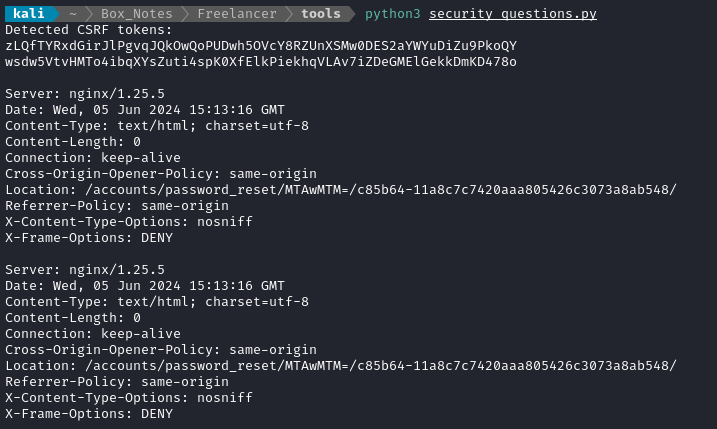 kali ~ Box_Notes Freelancer tools python3 security_questions.py
Detected CSRF tokens:
zLQfTYRxdGirJlPgvqJQkOwQoPUDwh5OVcY8RZUnXSMw0DES2aYWYuDiZu9PkoQY
wsdw5VtvHMTo4ibqXYsZuti4spK0XfElkPiekhqVLAv7iZDeGMElGekkDmKD478o
Server: nginx/1.25.5
Date: Wed, 05 Jun 2024 15:13:16 GMT
Content-Type: text/html; charset=utf-8
Content-Length: 0
Connection: keep-alive
Cross-Origin-Opener-Policy: same-origin
Location: /accounts/password_reset/MTAwMTM=/c85b64-11a8c7c7420aaa805426c3073a8ab548/
Referrer-Policy: same-origin
X-Content-Type-Options: nosniff
X-Frame-Options: DENY
Server: nginx/1.25.5
Date: Wed, 05 Jun 2024 15:13:16 GMT
Content-Type: text/html; charset=utf-8
Content-Length: 0
Connection: keep-alive
Cross-Origin-Opener-Policy: same-origin
Location: /accounts/password_reset/MTAwMTM=/c85b64-11a8c7c7420aaa805426c3073a8ab548/
Referrer-Policy: same-origin
X-Content-Type-Options: nosniff
X-Frame-Options: DENY